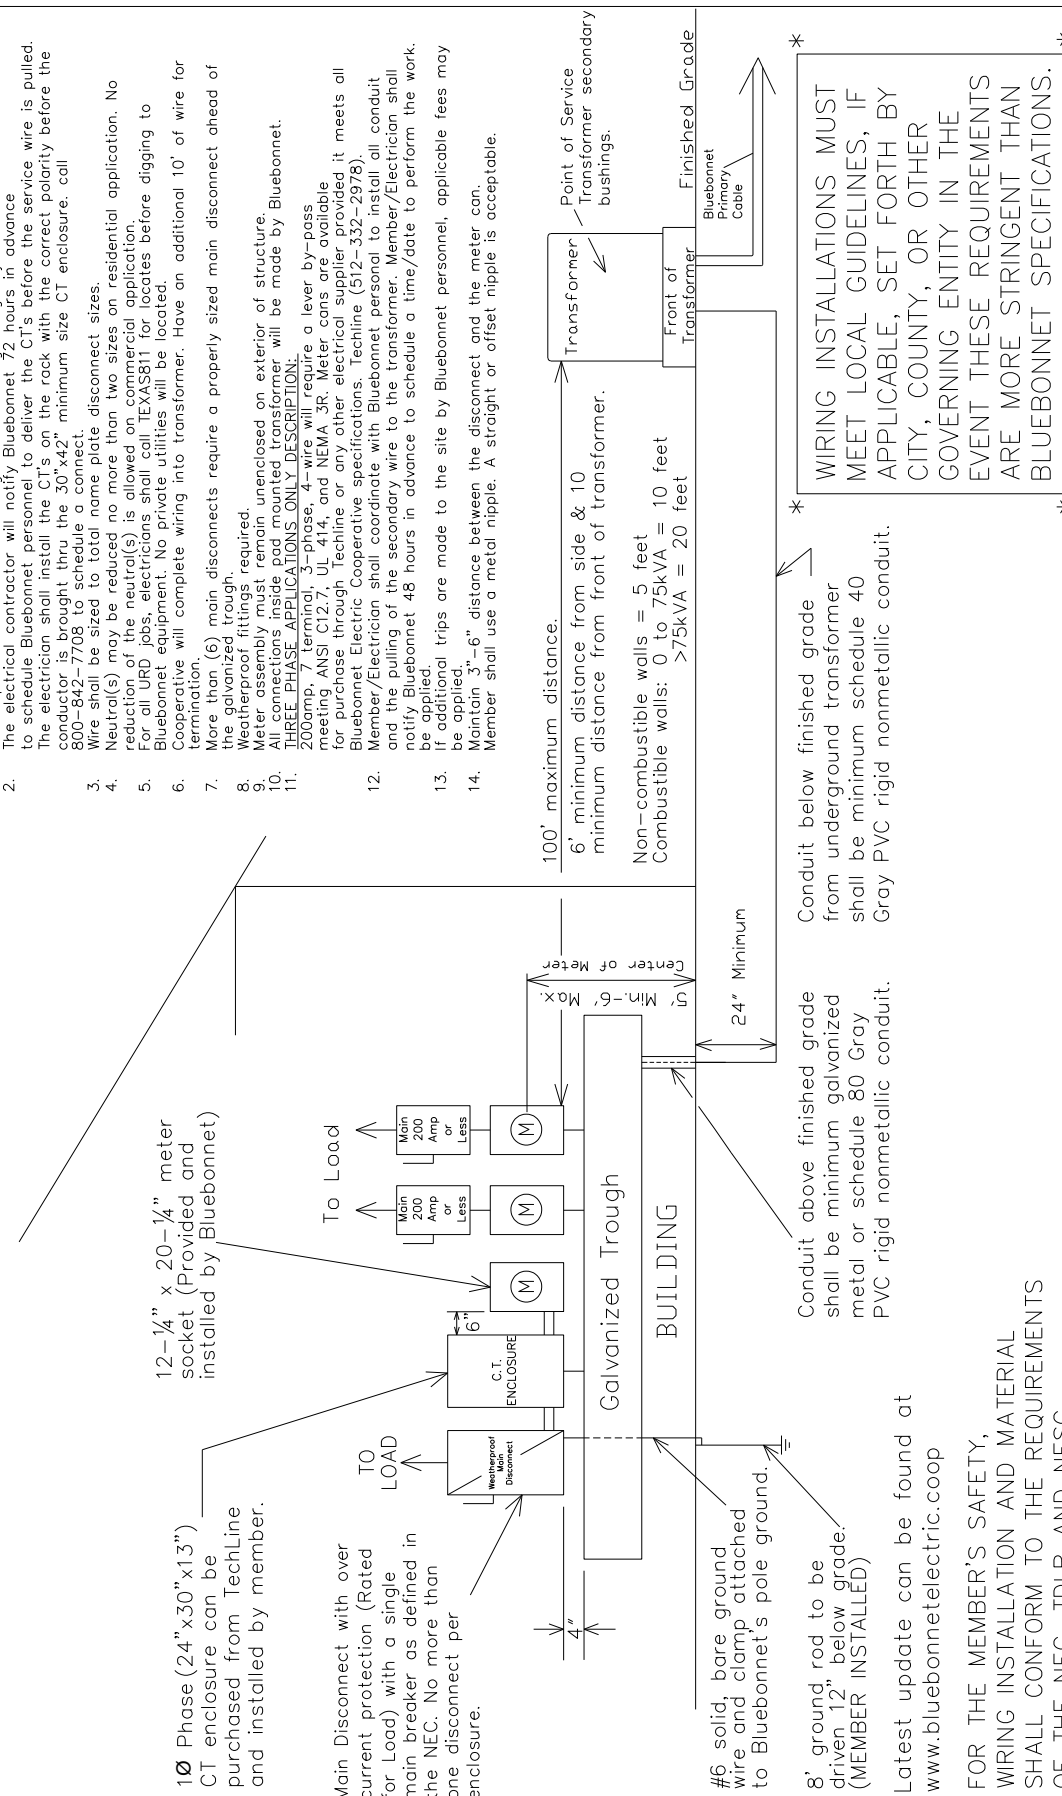 2. The electrical contractor will notify Bluebonnet 72 hours in advance
to schedule Bluebonnet personnel to deliver the CT's before the service wire is pulled.
The electrician shall install the CT's on the rack with the correct polarity before the
conductor is brought thru the 30"x42" minimum size CT enclosure. call
800-842-7708 to schedule a connect.
3. Wire shall be sized to total name plate disconnect sizes.
4. Neutral(s) may be reduced no more than two sizes on residential application. No
reduction of the neutral(s) is allowed on commercial application.
5. For all URD jobs, electricians shall call TEXAS811 for locates before digging to
Bluebonnet equipment. No private utilities will be located.
6. Cooperative will complete wiring into transformer. Have an additional 10' of wire for
termination.
7. More than (6) main disconnects require a properly sized main disconnect ahead of
the galvanized trough.
8. Weatherproof fittings required.
9. Meter assembly must remain unenclosed on exterior of structure.
10. All connections inside pad mounted transformer will be made by Bluebonnet.
11. THREE PHASE APPLICATIONS ONLY DESCRIPTION:
200amp, 7 terminal, 3-phase, 4-wire will require a lever by-pass
meeting ANSI C12.7, UL 414, and NEMA 3R. Meter cans are available
for purchase through Techline or any other electrical supplier provided it meets all
Bluebonnet Electric Cooperative specifications. Techline (512-332-2978).
12. Member/Electrician shall coordinate with Bluebonnet personal to install all conduit
and the pulling of the secondary wire to the transformer. Member/Electrician shall
notify Bluebonnet 48 hours in advance to schedule a time/date to perform the work.
be applied.
13. If additional trips are made to the site by Bluebonnet personnel, applicable fees may
be applied.
14. Maintain 3"-6" distance between the disconnect and the meter can.
Member shall use a metal nipple. A straight or offset nipple is acceptable.
1Ø Phase (24"x30"x13")
CT enclosure can be
purchased from TechLine
and installed by member.
12-¼" x 20-¼" meter
socket (Provided and
installed by Bluebonnet)
Main Disconnect with over
current protection (Rated
for Load) with a single
main breaker as defined in
the NEC. No more than
one disconnect per
enclosure.
TO
LOAD
To Load
Weatherproof
Main
Disconnect
C.T.
ENCLOSURE
6"
M
M
M
Main
200
Amp
or
Less
Main
200
Amp
or
Less
4"
Galvanized Trough
BUILDING
5' Min.-6' Max.
Center of Meter
24" Minimum
100' maximum distance.
6' minimum distance from side & 10
minimum distance from front of transformer.
Non-combustible walls = 5 feet
Combustible walls: 0 to 75kVA = 10 feet
>75kVA = 20 feet
Transformer
Front of
Transformer
Point of Service
Transformer secondary
bushings.
Finished Grade
Bluebonnet
Primary
Cable
#6 solid, bare ground
wire and clamp attached
to Bluebonnet's pole ground.
8' ground rod to be
driven 12" below grade.
(MEMBER INSTALLED)
Conduit above finished grade
shall be minimum galvanized
metal or schedule 80 Gray
PVC rigid nonmetallic conduit.
Conduit below finished grade
from underground transformer
shall be minimum schedule 40
Gray PVC rigid nonmetallic conduit.
* *
WIRING INSTALLATIONS MUST
MEET LOCAL GUIDELINES, IF
APPLICABLE, SET FORTH BY
CITY, COUNTY, OR OTHER
GOVERNING ENTITY IN THE
EVENT THESE REQUIREMENTS
ARE MORE STRINGENT THAN
BLUEBONNET SPECIFICATIONS.
* *
Latest update can be found at
www.bluebonnetelectric.coop
FOR THE MEMBER'S SAFETY,
WIRING INSTALLATION AND MATERIAL
SHALL CONFORM TO THE REQUIREMENTS
OF THE NEC, TDLR AND NESC